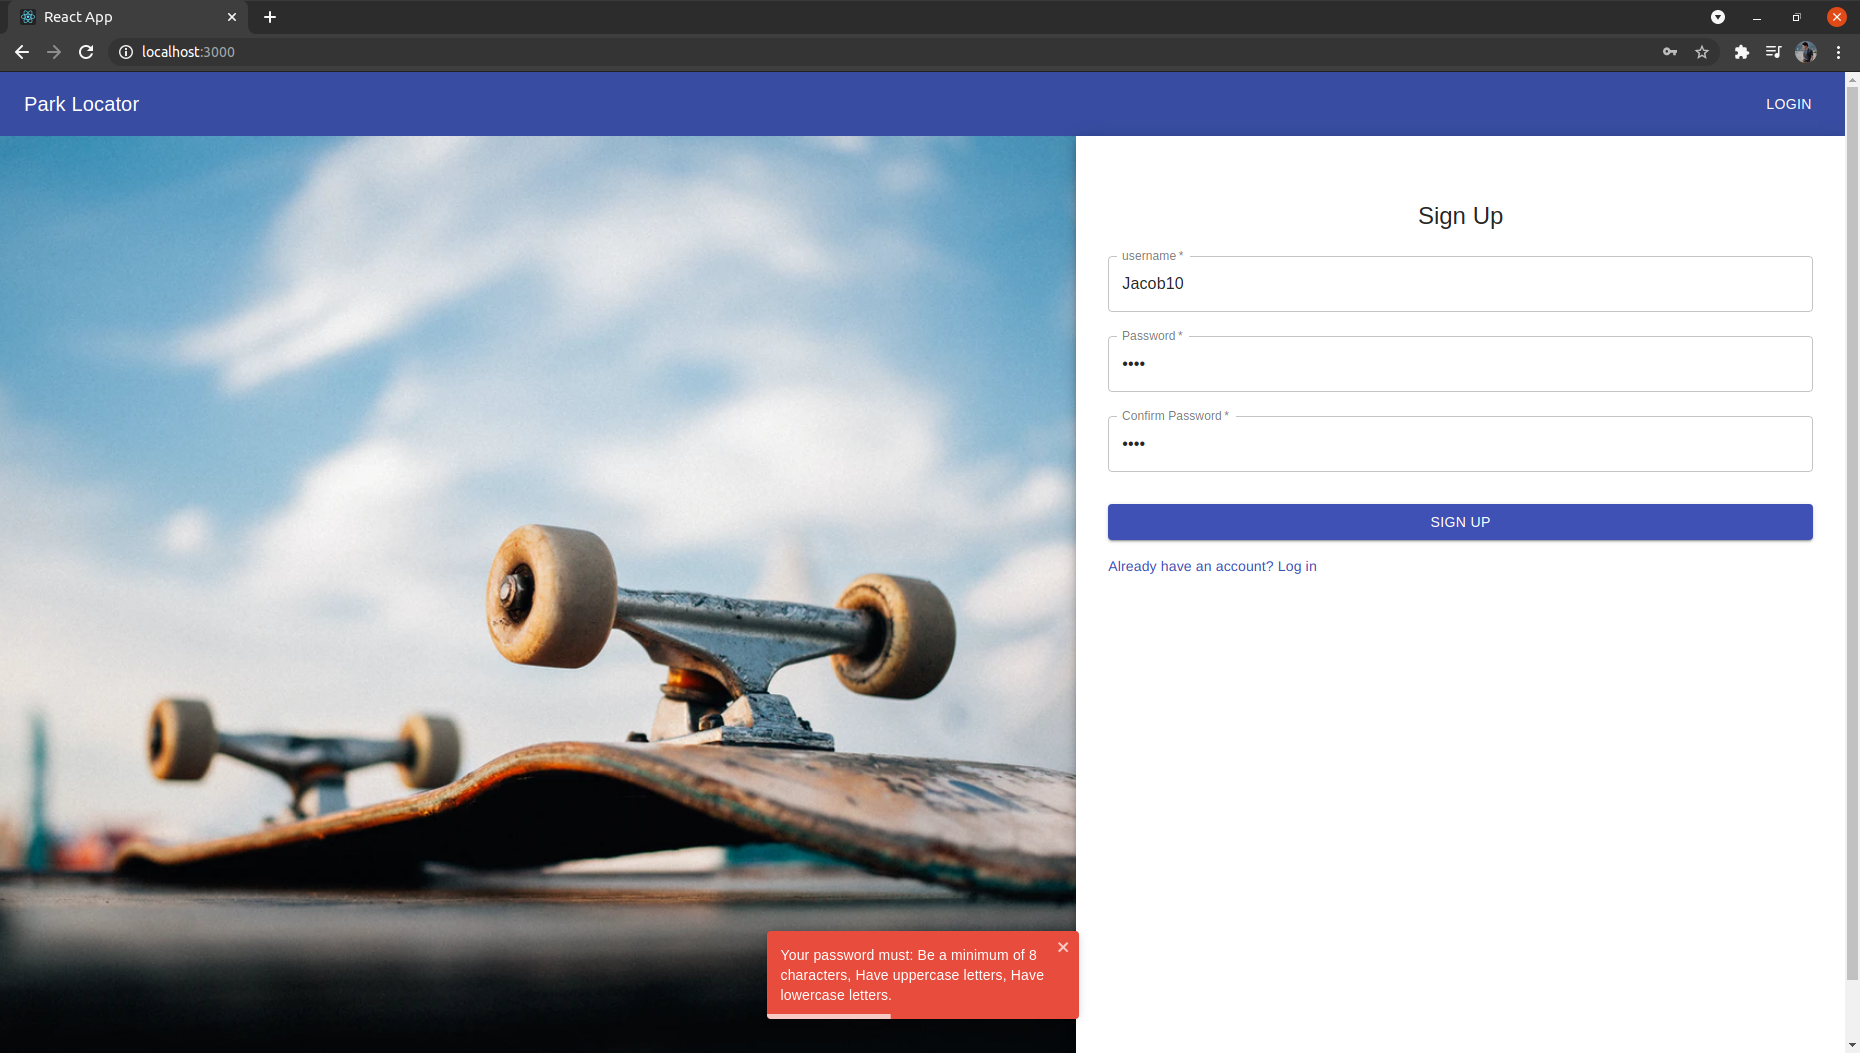 React App
localhost:3000
Park Locator
LOGIN
Sign Up
username *
Jacob10
Password *
••••
Confirm Password *
••••
SIGN UP
Already have an account? Log in
Your password must: Be a minimum of 8
characters, Have uppercase letters, Have
lowercase letters.